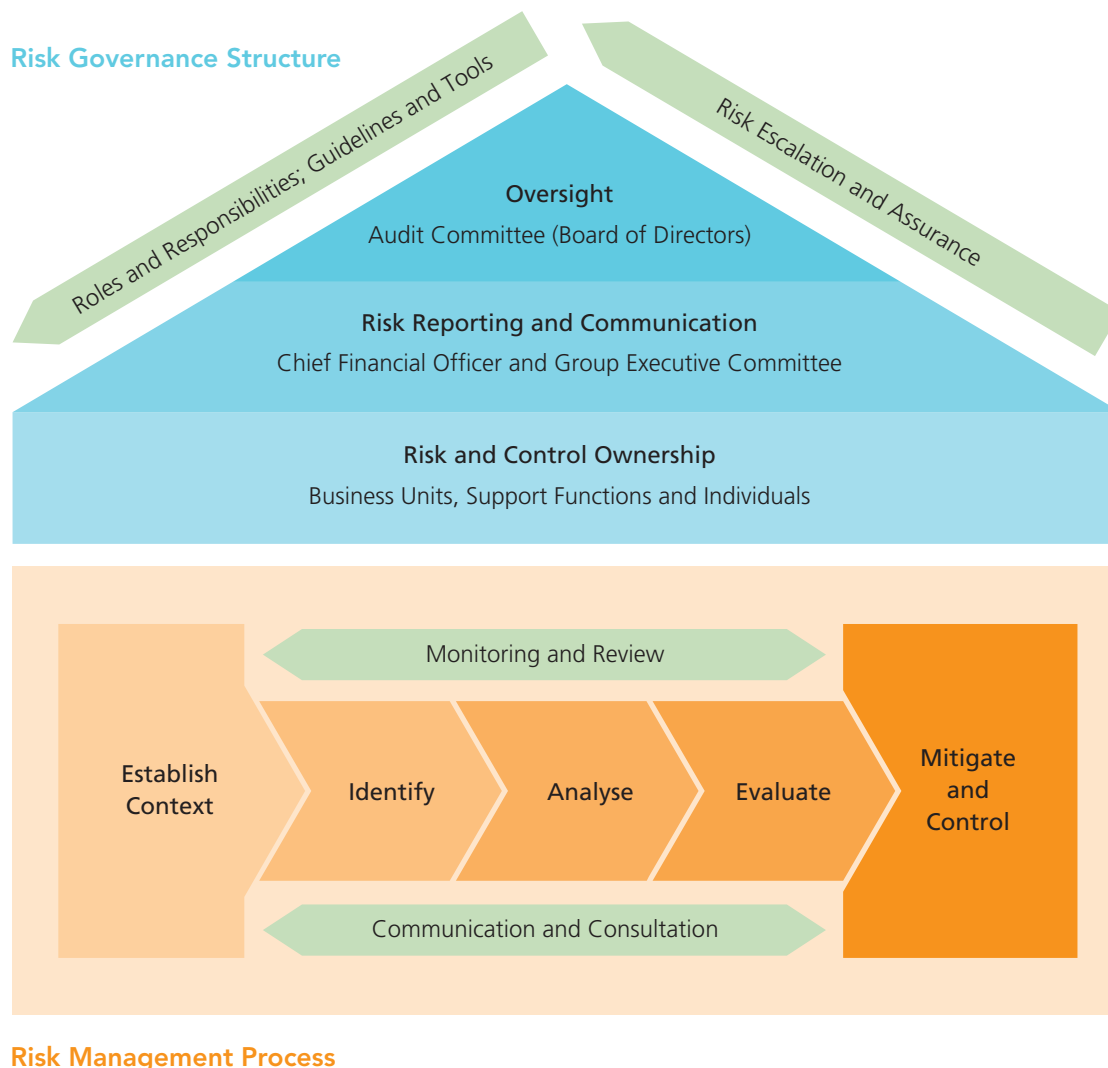 Risk Governance Structure
Roles and Responsibilities; Guidelines and Tools
Risk Escalation and Assurance
Oversight
Audit Committee (Board of Directors)
Risk Reporting and Communication
Chief Financial Officer and Group Executive Committee
Risk and Control Ownership
Business Units, Support Functions and Individuals
Monitoring and Review
Establish
Context
Identify
Analyse
Evaluate
Mitigate
and
Control
Communication and Consultation
Risk Management Process